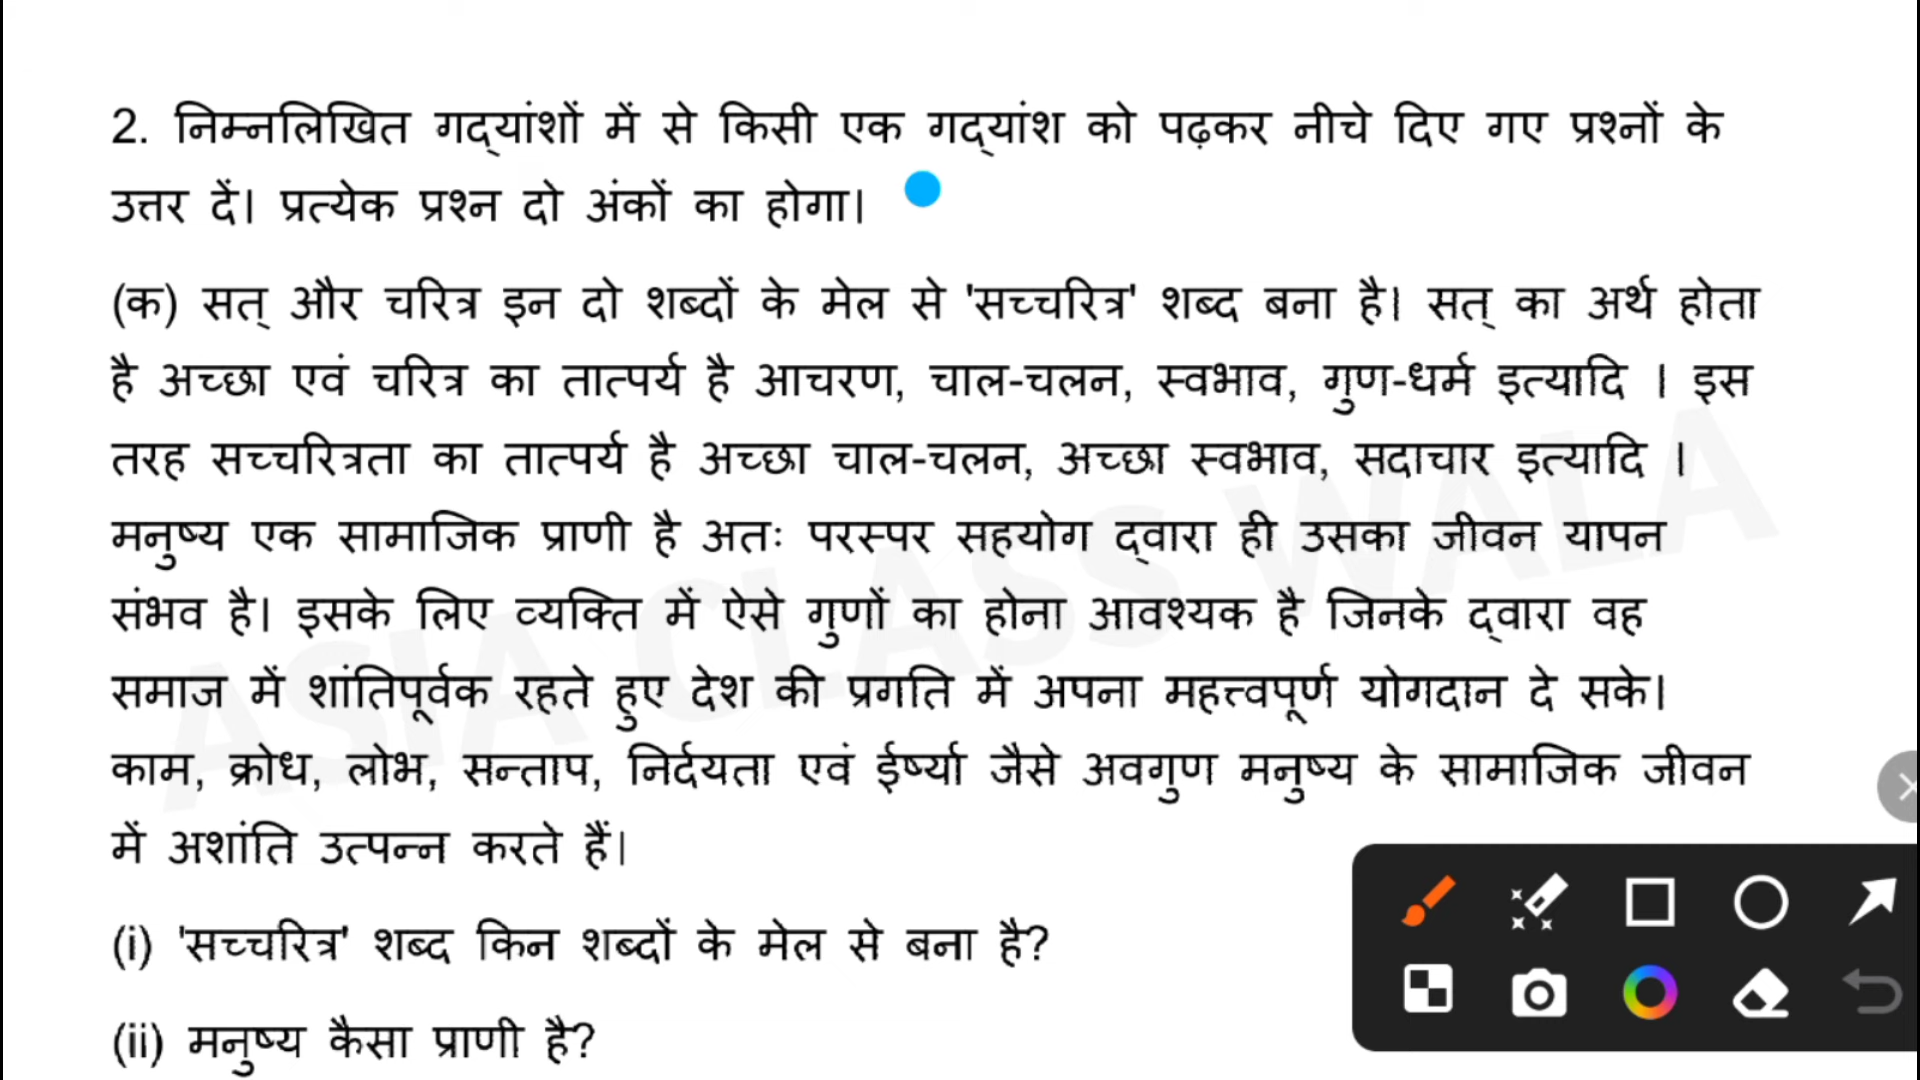 2. निम्नलिखित गद्यांशों में से किसी एक गद्यांश को पढ़कर नीचे दिए गए प्रश्नों के
उत्तर दें। प्रत्येक प्रश्न दो अंकों का होगा।
(क) सत् और चरित्र इन दो शब्दों के मेल से 'सच्चरित्र' शब्द बना है। सत् का अर्थ होता
है अच्छा एवं चरित्र का तात्पर्य है आचरण, चाल-चलन, स्वभाव, गुण-धर्म इत्यादि । इस
तरह सच्चरित्रता का तात्पर्य है अच्छा चाल-चलन, अच्छा स्वभाव, सदाचार इत्यादि ।
मनुष्य एक सामाजिक प्राणी है अतः परस्पर सहयोग द्वारा ही उसका जीवन यापन
संभव है। इसके लिए व्यक्ति में ऐसे गुणों का होना आवश्यक है जिनके द्वारा वह
समाज में शांतिपूर्वक रहते हुए देश की प्रगति में अपना महत्त्वपूर्ण योगदान दे सके।
काम, क्रोध, लोभ, सन्ताप, निर्दयता एवं ईर्ष्या जैसे अवगुण मनुष्य के सामाजिक जीवन
में अशांति उत्पन्न करते हैं।
(i) 'सच्चरित्र' शब्द किन शब्दों के मेल से बना है?
(ii) मनुष्य कैसा प्राणी है?
ASIA CLASS WALA